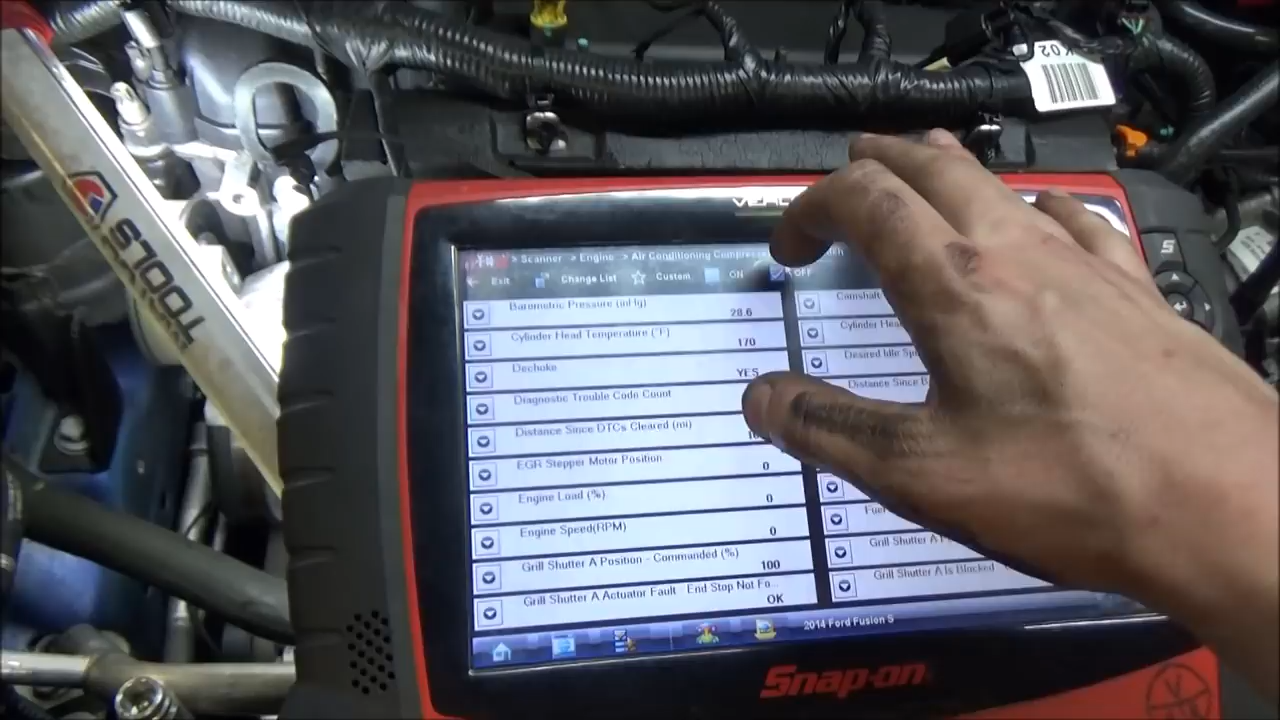 K02
TOOLS
> Scanner > Engine > Air Conditioning
Exit Change List Custom ON OFF
Barometric Pressure (inHg) 28.6
Camshaft
Cylinder Head Temperature (°F) 170
Cylinder
Dechoke YES
Desired Idle
Diagnostic Trouble Code Count
Distance Since
Distance Since DTCs Cleared (mi)
EGR Stepper Motor Position 0
Engine Load (%) 0
Engine Speed(RPM) 0
Grill Shutter A Position - Commanded (%) 100
Grill Shutter A
Grill Shutter A Actuator Fault End Stop Not Fo... OK
Grill Shutter A Is Blocked
2014 Ford Fusion S
Snap-on
S